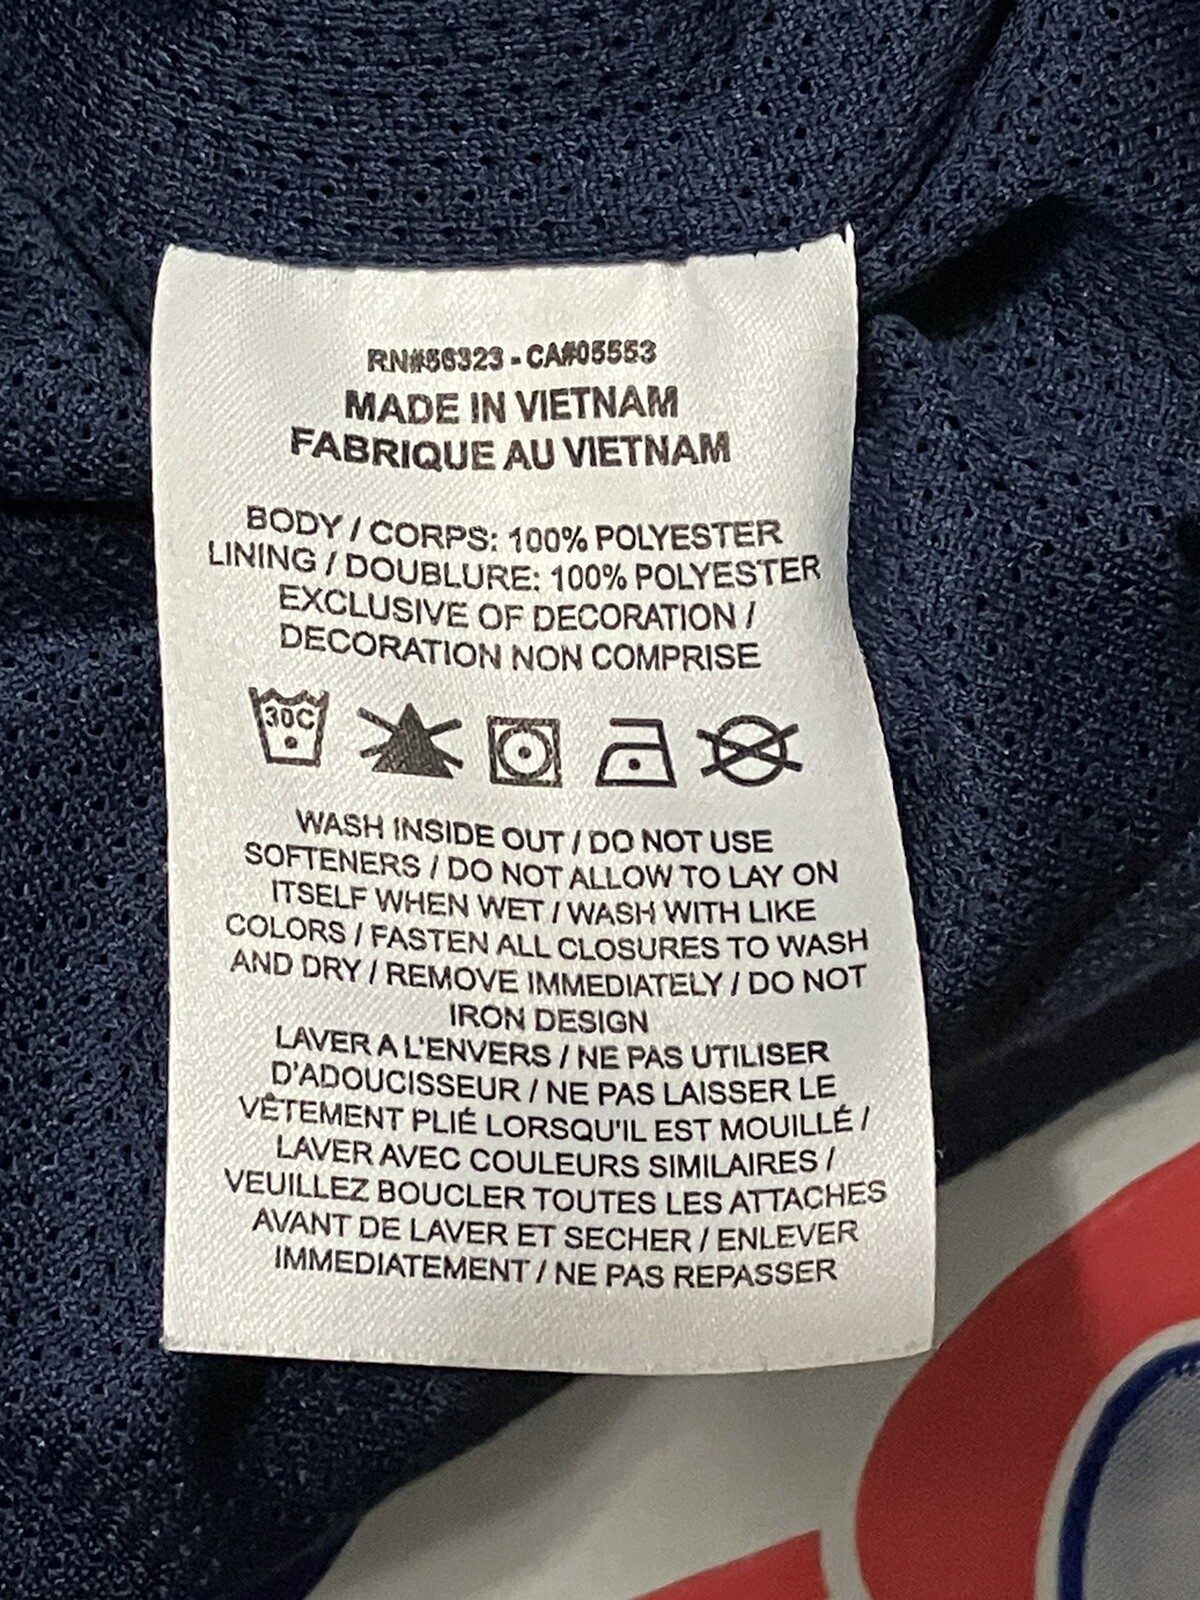 RN#56323 - CA#05553
MADE IN VIETNAM
FABRIQUE AU VIETNAM
BODY / CORPS: 100% POLYESTER
LINING / DOUBLURE: 100% POLYESTER
EXCLUSIVE OF DECORATION /
DECORATION NON COMPRISE
30C
WASH INSIDE OUT / DO NOT USE
SOFTENERS / DO NOT ALLOW TO LAY ON
ITSELF WHEN WET / WASH WITH LIKE
COLORS / FASTEN ALL CLOSURES TO WASH
AND DRY / REMOVE IMMEDIATELY / DO NOT
IRON DESIGN
LAVER A L'ENVERS / NE PAS UTILISER
D'ADOUCISSEUR / NE PAS LAISSER LE
VÊTEMENT PLIÉ LORSQU'IL EST MOUILLÉ /
LAVER AVEC COULEURS SIMILAIRES /
VEUILLEZ BOUCLER TOUTES LES ATTACHES
AVANT DE LAVER ET SECHER / ENLEVER
IMMEDIATEMENT / NE PAS REPASSER